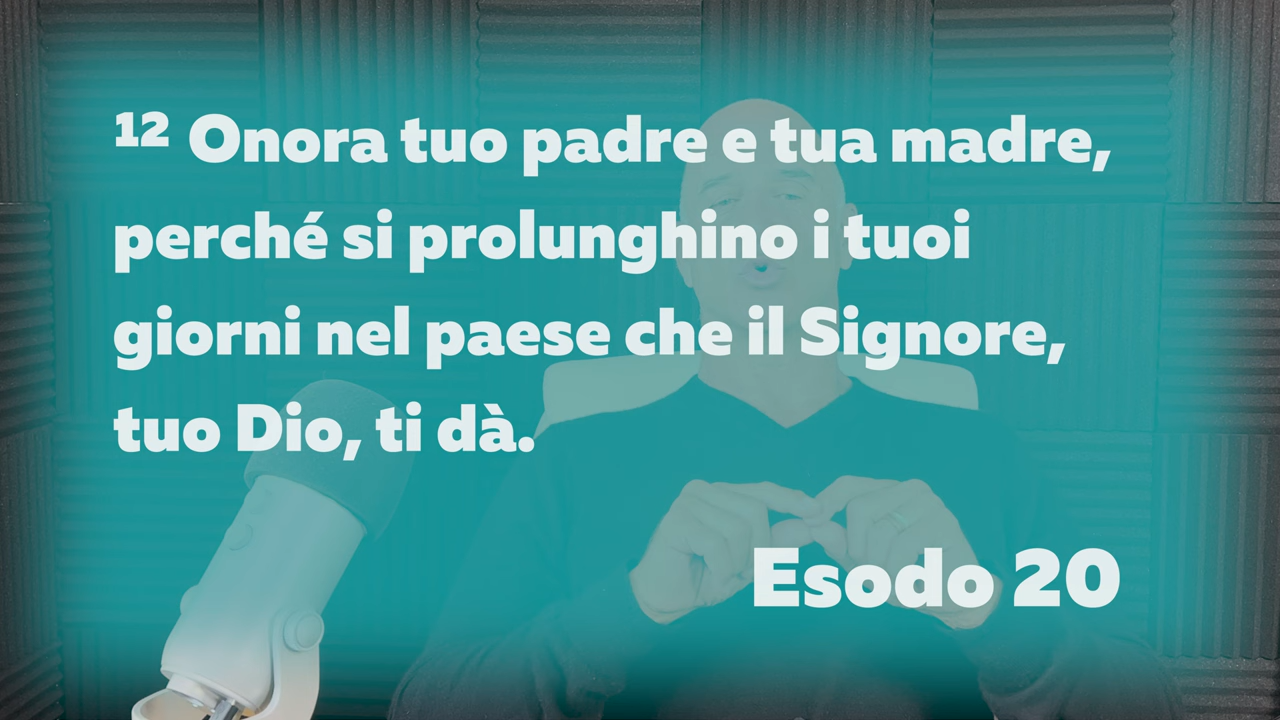 ¹² Onora tuo padre e tua madre,
perché si prolunghino i tuoi
giorni nel paese che il Signore,
tuo Dio, ti dà.
Esodo 20